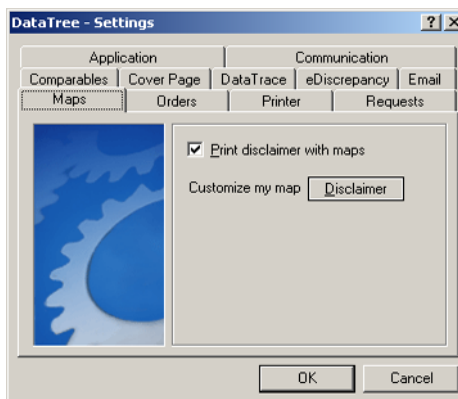 DataTree - Settings
Application Communication
Comparables Cover Page DataTrace eDiscrepancy Email
Maps Orders Printer Requests
Print disclaimer with maps
Customize my map Disclaimer
OK Cancel